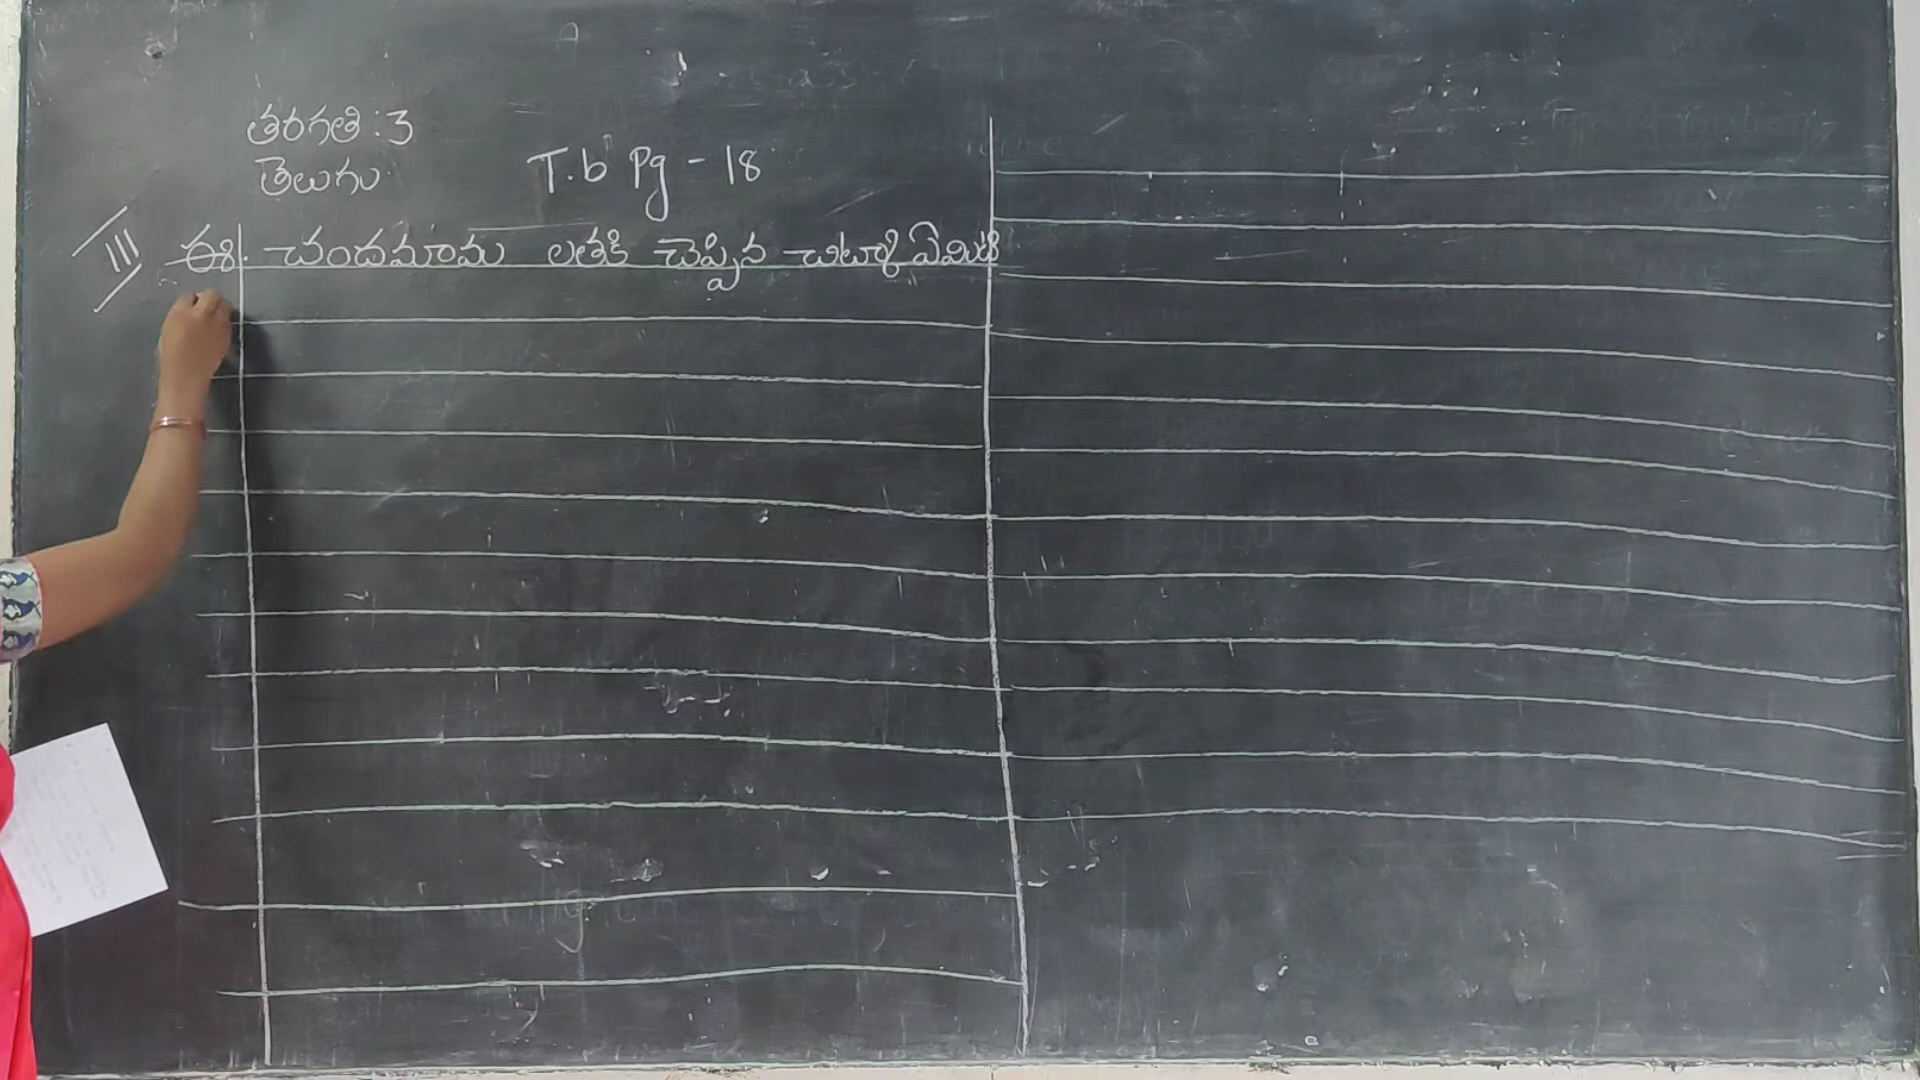 తరగతి : 3
తెలుగు
T.b Pg - 18
III ఈ. చందమామ లతకి చెప్పిన చిట్కా ఏమిటి